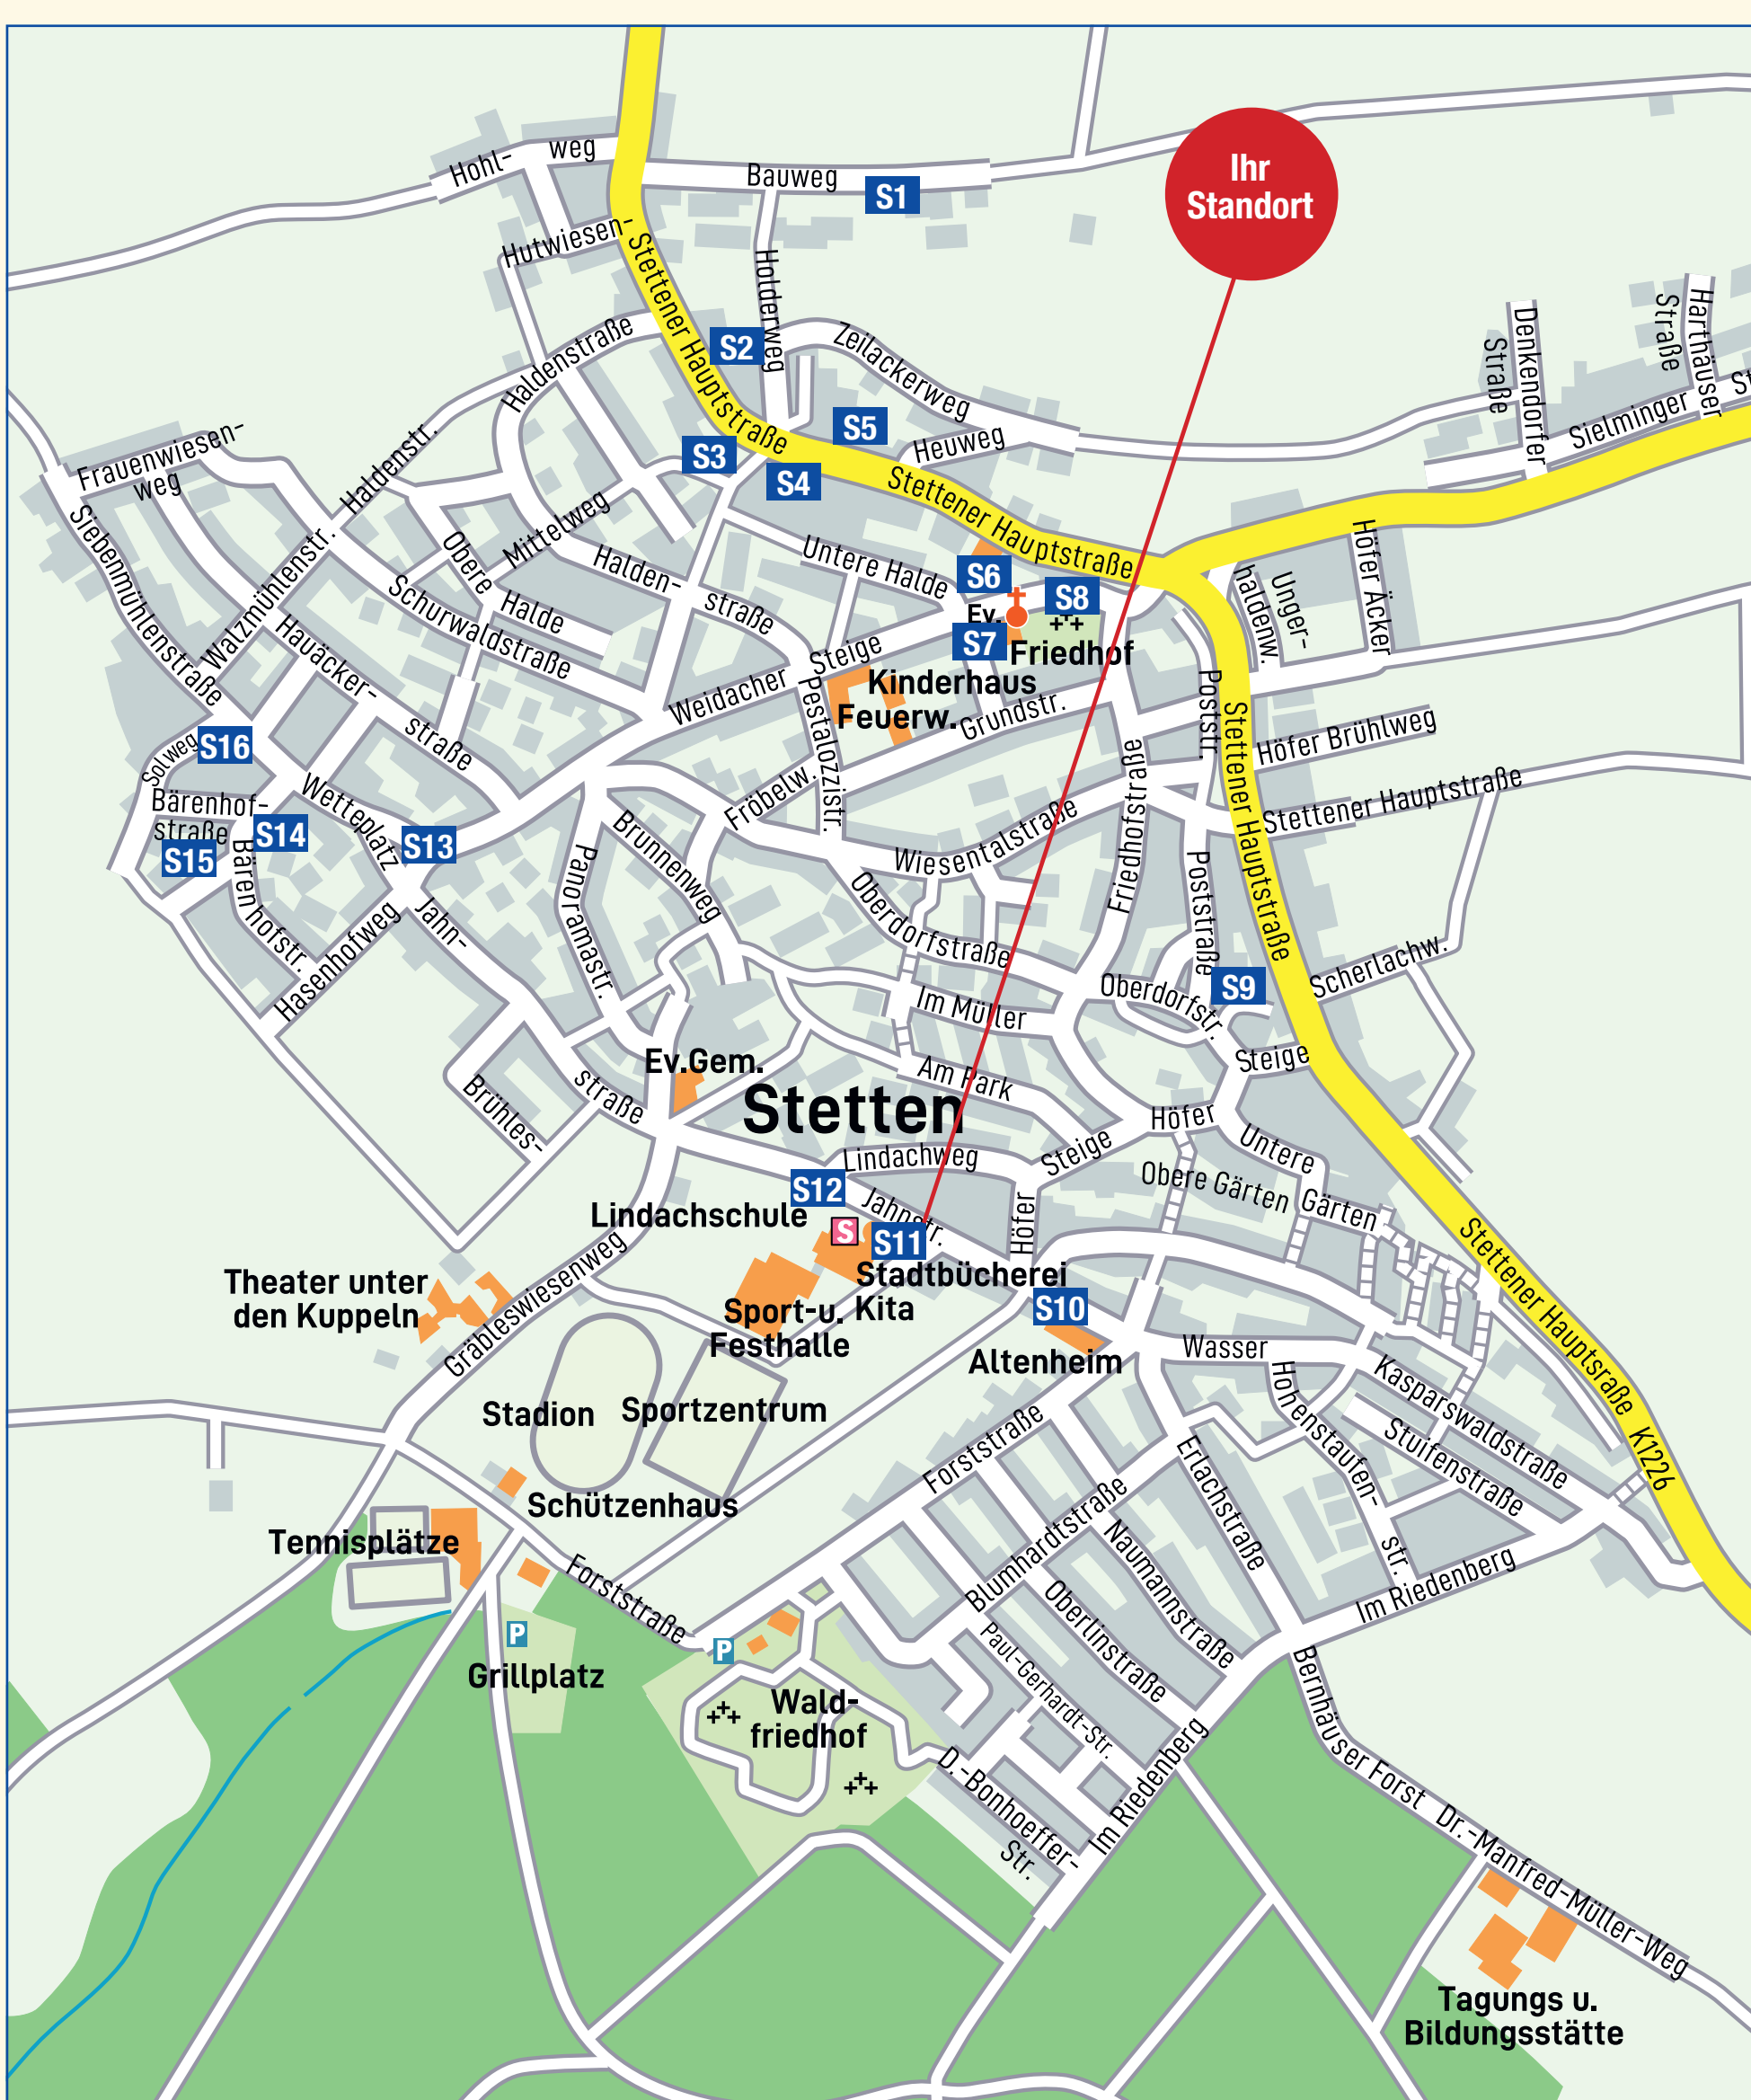 Ihr
Standort
Hohl-
weg
Bauweg
S1
Hutwiesen-
Holderweg
Stettener Hauptstraße
S2
Zeilackerweg
Haldenstraße
S5
Heuweg
S3
S4
Denkendorfer
Straße
Harthäuser
Straße
Sielminger
St
Frauenwiesen-
weg
Haldenstr.
Siebenmühlenstraße
Walzmühlenstr.
Mittelweg
Obere
Halde
Schurwaldstraße
Halden-
straße
Untere Halde
Stettener Hauptstraße
S6
S8
Ev.
S7
Friedhof
Unger-
haldenw.
Höfer Äcker
Hauäcker-
straße
Weidacher
Steige
Kinderhaus
Feuerw.
Grundstr.
Pestalozzistr.
Poststr.
Stettener Hauptstraße
Höfer Brühlweg
Stettener Hauptstraße
S16
Solweg
Bärenhof-
straße
S14
S15
Bären
hofstr.
Wetteplatz
S13
Fröbelw.
Brunnenweg
Panoramastr.
Wiesentalstraße
Friedhofstraße
Poststraße
Oberdorfstraße
Hasenhofweg
Jahn-
straße
Oberdorfstr.
S9
Scherlachw.
Im Müller
Steige
Ev.Gem.
Stetten
Am Park
Brühles-
Höfer
Steige
Untere
Gärten
Obere Gärten
Lindachweg
S12
Jahnstr.
Höfer
Lindachschule
S
S11
Stadtbücherei
Kita
Sport-u.
Festhalle
S10
Altenheim
Theater unter
den Kuppeln
Gräbleswiesenweg
Stadion
Sportzentrum
Wasser
Stettener Hauptsraße
K1226
Hohenstaufen-
str.
Kasparswaldstraße
Stuifenstraße
Forststraße
Erlachstraße
Schützenhaus
Tennisplätze
Blumhardtstraße
Naumannstraße
Im Riedenberg
Forststraße
Oberlinstraße
Paul-Gerhardt-Str.
P
P
Grillplatz
Wald-
friedhof
D.-Bonhoeffer-
Str.
Im Riedenberg
Bernhäuser Forst
Dr.-Manfred-Müller-Weg
Tagungs u.
Bildungsstätte